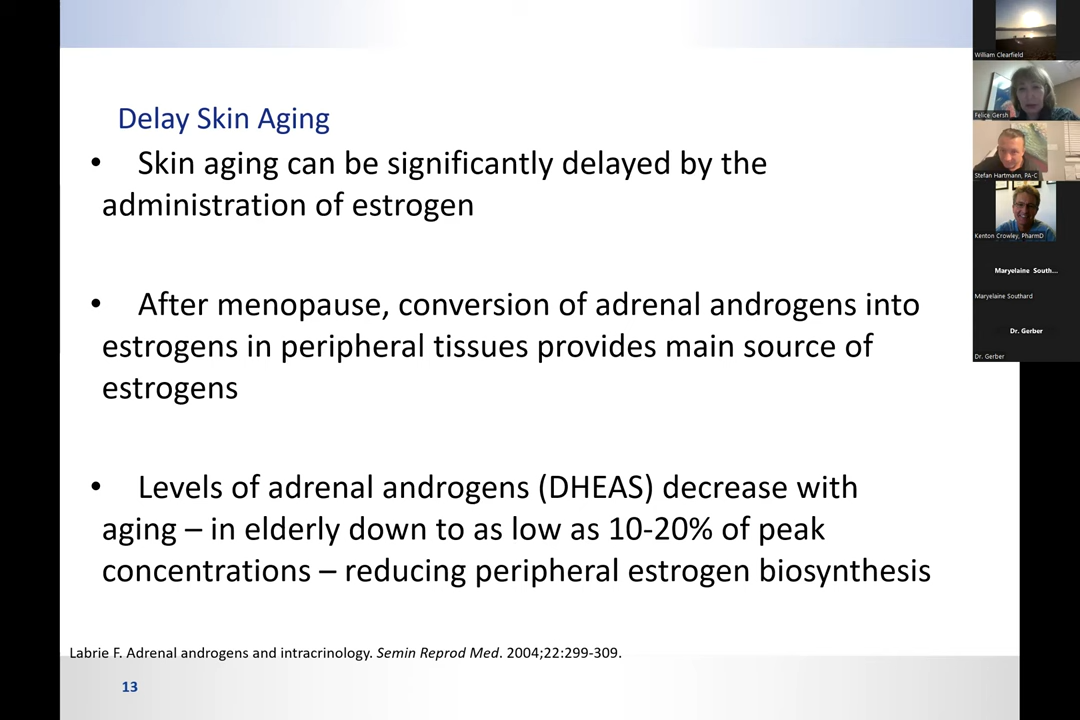 Delay Skin Aging
• Skin aging can be significantly delayed by the
administration of estrogen
• After menopause, conversion of adrenal androgens into
estrogens in peripheral tissues provides main source of
estrogens
• Levels of adrenal androgens (DHEAS) decrease with
aging – in elderly down to as low as 10-20% of peak
concentrations – reducing peripheral estrogen biosynthesis
Labrie F. Adrenal androgens and intracrinology. Semin Reprod Med. 2004;22:299-309.
13
William Clearfield
Felice Gersh
Stefan Hartmann, PA-C
Kenton Crowley, PharmD
Maryelaine South...
Maryelaine Southard
Dr. Gerber
Dr. Gerber